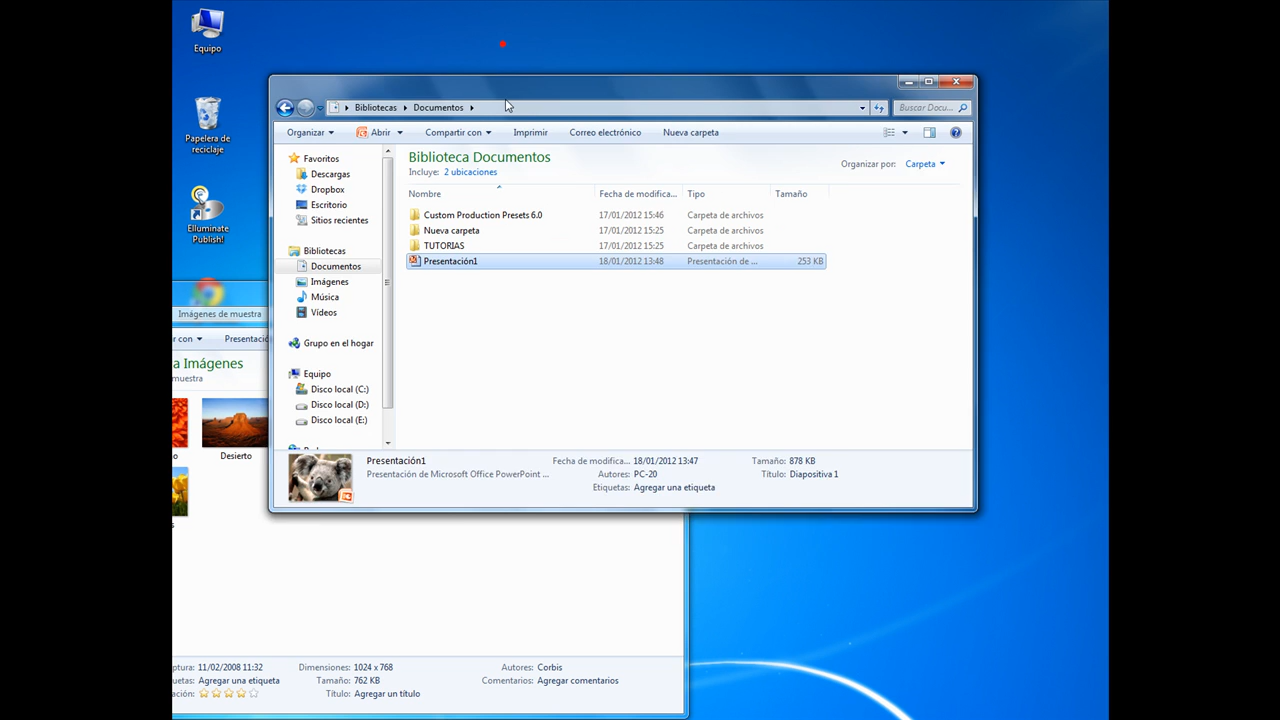 Equipo
Papelera de
reciclaje
Elluminate
Publish!
Bibliotecas
Documentos
Buscar Docu...
Organizar
Abrir
Compartir con
Imprimir
Correo electrónico
Nueva carpeta
Favoritos
Descargas
Dropbox
Escritorio
Sitios recientes
Bibliotecas
Documentos
Imágenes
Música
Vídeos
Grupo en el hogar
Equipo
Disco local (C:)
Disco local (D:)
Disco local (E:)
Biblioteca Documentos
Incluye: 2 ubicaciones
Organizar por: Carpeta
Nombre Fecha de modifica... Tipo Tamaño
Custom Production Presets 6.0 17/01/2012 15:46 Carpeta de archivos
Nueva carpeta 17/01/2012 15:25 Carpeta de archivos
TUTORIAS 17/01/2012 15:25 Carpeta de archivos
Presentación1 18/01/2012 13:48 Presentación de ... 253 KB
Presentación1 Fecha de modifica... 18/01/2012 13:47 Tamaño: 878 KB
Presentación de Microsoft Office PowerPoint ... Autores: PC-20 Título: Diapositiva 1
Etiquetas: Agregar una etiqueta
Imágenes de muestra
r con Presentació
a Imágenes
muestra
o Desierto
s
ptura: 11/02/2008 11:32 Dimensiones: 1024 x 768 Autores: Corbis
uetas: Agregar una etiqueta Tamaño: 762 KB Comentarios: Agregar comentarios
ación: Título: Agregar un título